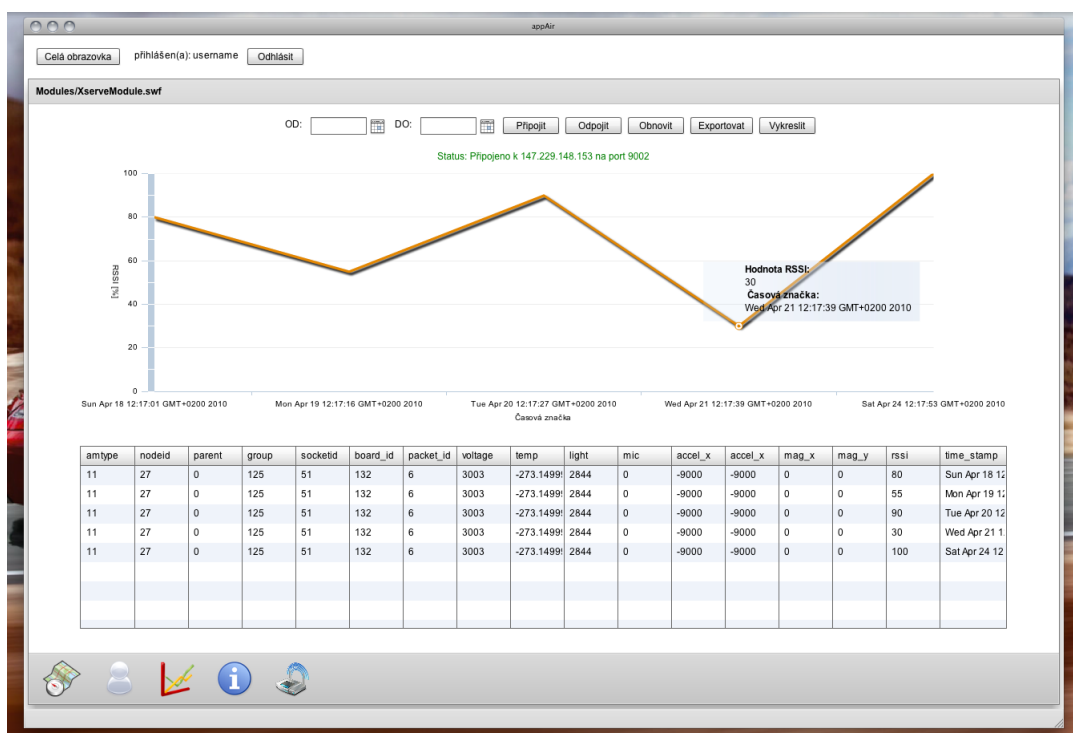 appAir
Celá obrazovka přihlášen(a): username Odhlásit
Modules/XserveModule.swf
OD: DO: Připojit Odpojit Obnovit Exportovat Vykreslit
Status: Připojeno k 147.229.148.153 na port 9002
100
80
60
40
20
0
RSSI [%]
Hodnota RSSI:
30
Časová značka:
Wed Apr 21 12:17:39 GMT+0200 2010
Sun Apr 18 12:17:01 GMT+0200 2010 Mon Apr 19 12:17:16 GMT+0200 2010 Tue Apr 20 12:17:27 GMT+0200 2010 Wed Apr 21 12:17:39 GMT+0200 2010 Sat Apr 24 12:17:53 GMT+0200 2010
Časová značka
amtype nodeid parent group socketid board_id packet_id voltage temp light mic accel_x accel_x mag_x mag_y rssi time_stamp
11 27 0 125 51 132 6 3003 -273.1499 2844 0 -9000 -9000 0 0 80 Sun Apr 18 12
11 27 0 125 51 132 6 3003 -273.1499 2844 0 -9000 -9000 0 0 55 Mon Apr 19 12
11 27 0 125 51 132 6 3003 -273.1499 2844 0 -9000 -9000 0 0 90 Tue Apr 20 12
11 27 0 125 51 132 6 3003 -273.1499 2844 0 -9000 -9000 0 0 30 Wed Apr 21 1
11 27 0 125 51 132 6 3003 -273.1499 2844 0 -9000 -9000 0 0 100 Sat Apr 24 12